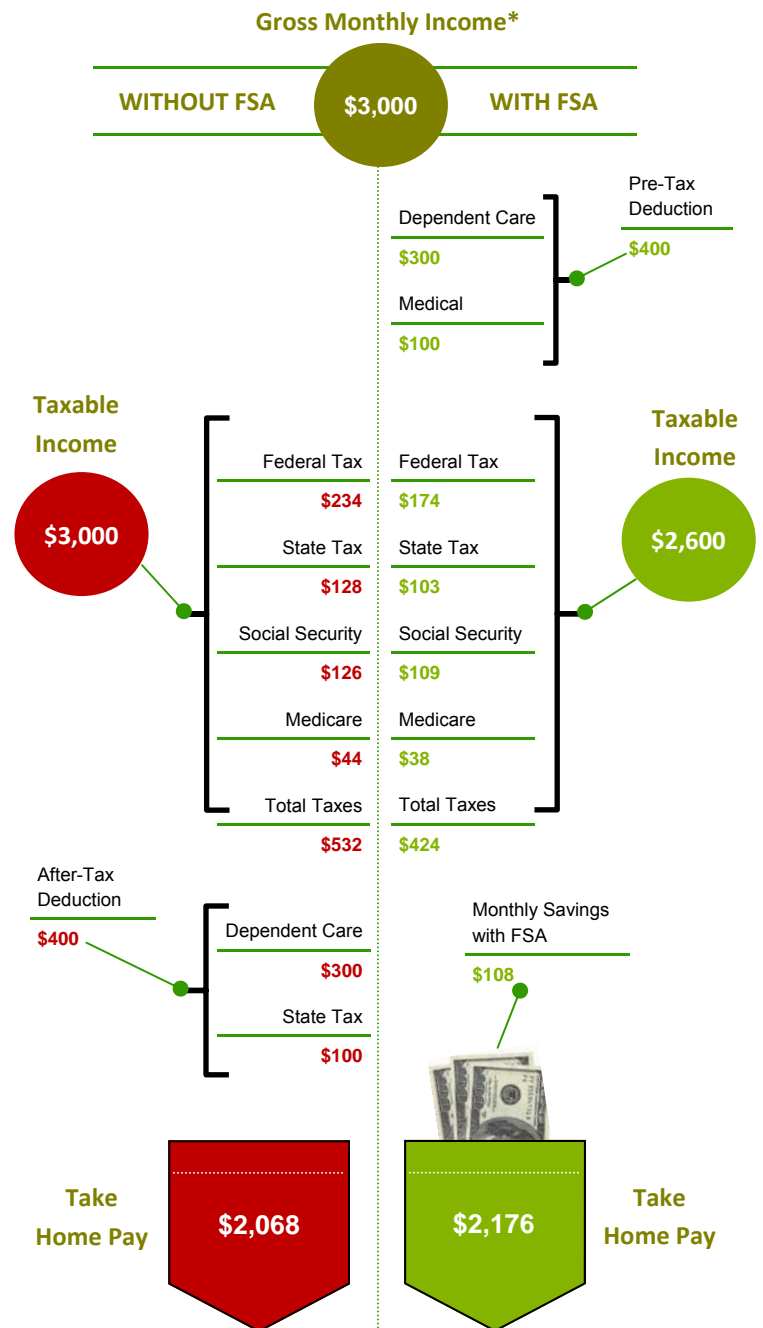 Gross Monthly Income*
WITHOUT FSA
$3,000
WITH FSA
Pre-Tax
Deduction
$400
Dependent Care
$300
Medical
$100
Taxable
Income
$3,000
Federal Tax
$234
State Tax
$128
Social Security
$126
Medicare
$44
Total Taxes
$532
Federal Tax
$174
State Tax
$103
Social Security
$109
Medicare
$38
Total Taxes
$424
Taxable
Income
$2,600
After-Tax
Deduction
$400
Dependent Care
$300
State Tax
$100
Monthly Savings
with FSA
$108
Take
Home Pay
$2,068
$2,176
Take
Home Pay